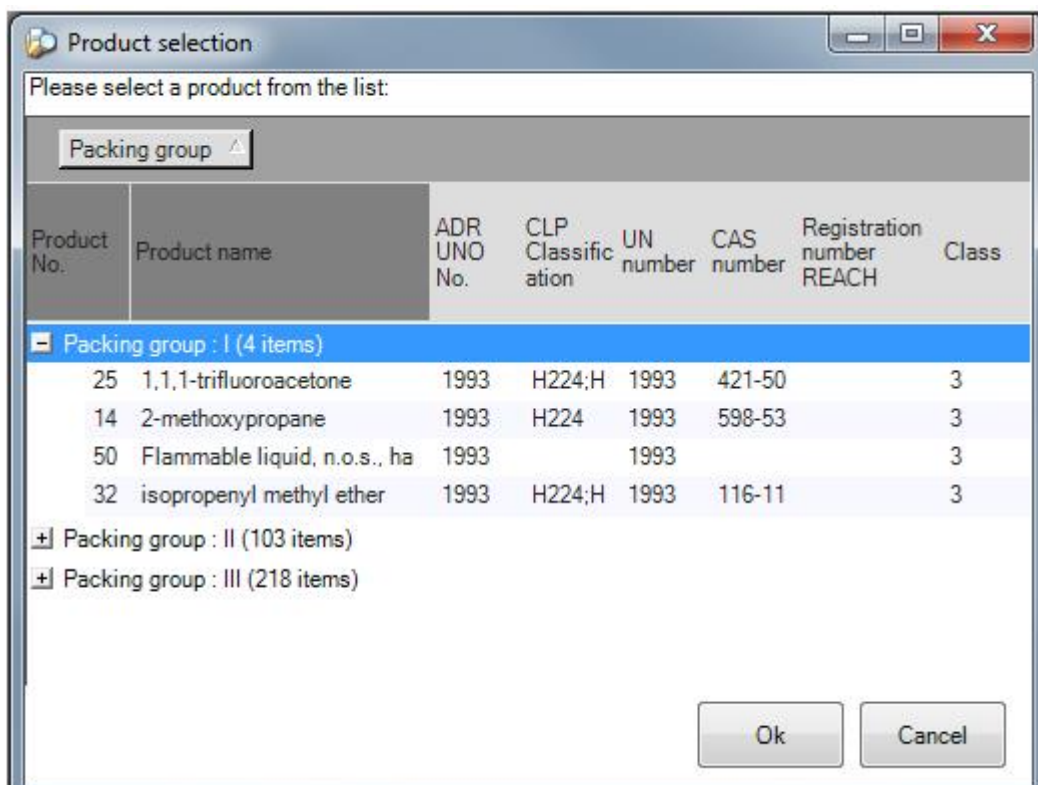 Product selection
Please select a product from the list:
Packing group
Product No. Product name ADR UNO No. CLP Classific ation UN number CAS number Registration number REACH Class
Packing group : I (4 items)
25 1,1,1-trifluoroacetone 1993 H224;H 1993 421-50 3
14 2-methoxypropane 1993 H224 1993 598-53 3
50 Flammable liquid, n.o.s., ha 1993 1993 3
32 isopropenyl methyl ether 1993 H224;H 1993 116-11 3
Packing group : II (103 items)
Packing group : III (218 items)
Ok Cancel